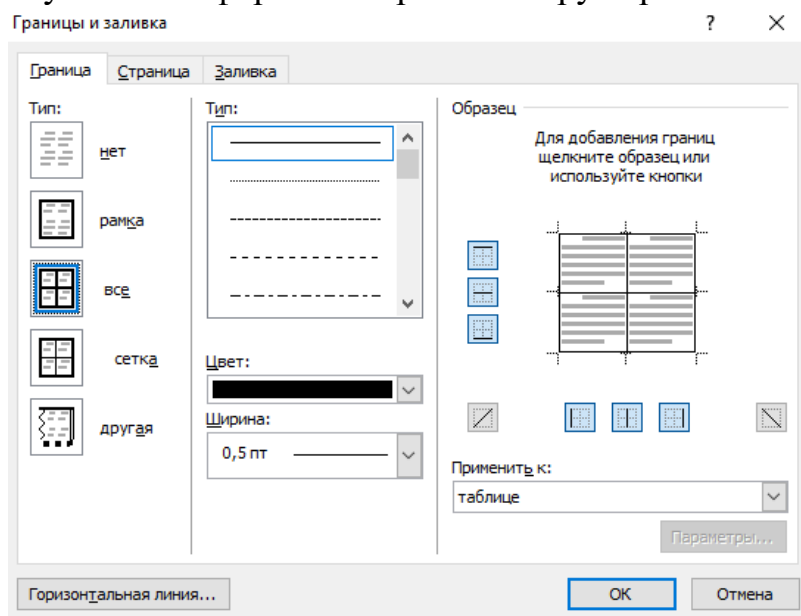 Границы и заливка ?
Граница Страница Заливка
Тип:
нет
рамка
все
сетка
другая
Тип:
Цвет:
Ширина:
0,5 пт
Образец
Для добавления границ
щелкните образец или
используйте кнопки
Применить к:
таблице
Параметры...
Горизонтальная линия...
ОК
Отмена